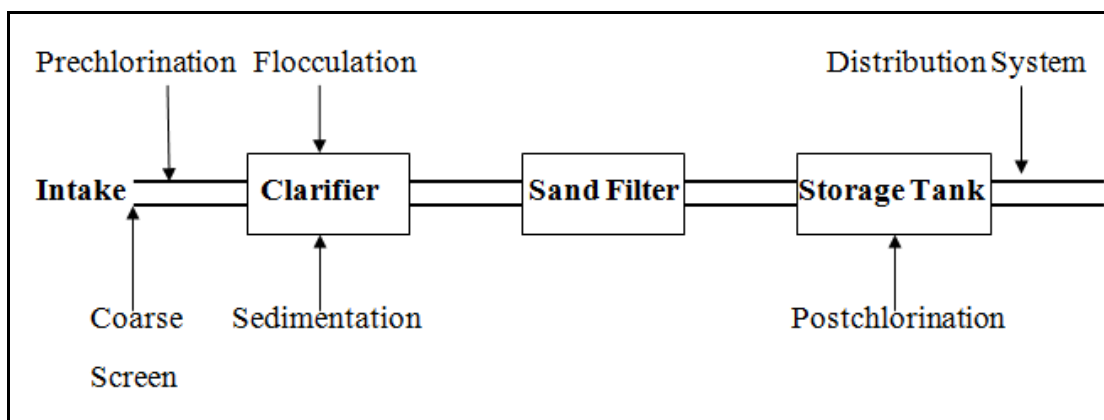 Prechlorination Flocculation Distribution System
Intake Clarifier Sand Filter Storage Tank
Coarse Sedimentation Postchlorination
Screen